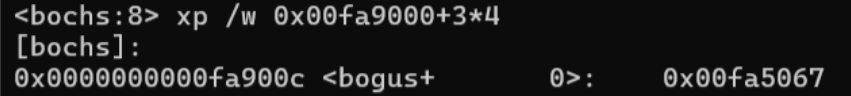 <bochs:8> xp /w 0x00fa9000+3*4
[bochs]:
0x0000000000fa900c <bogus+       0>:    0x00fa5067